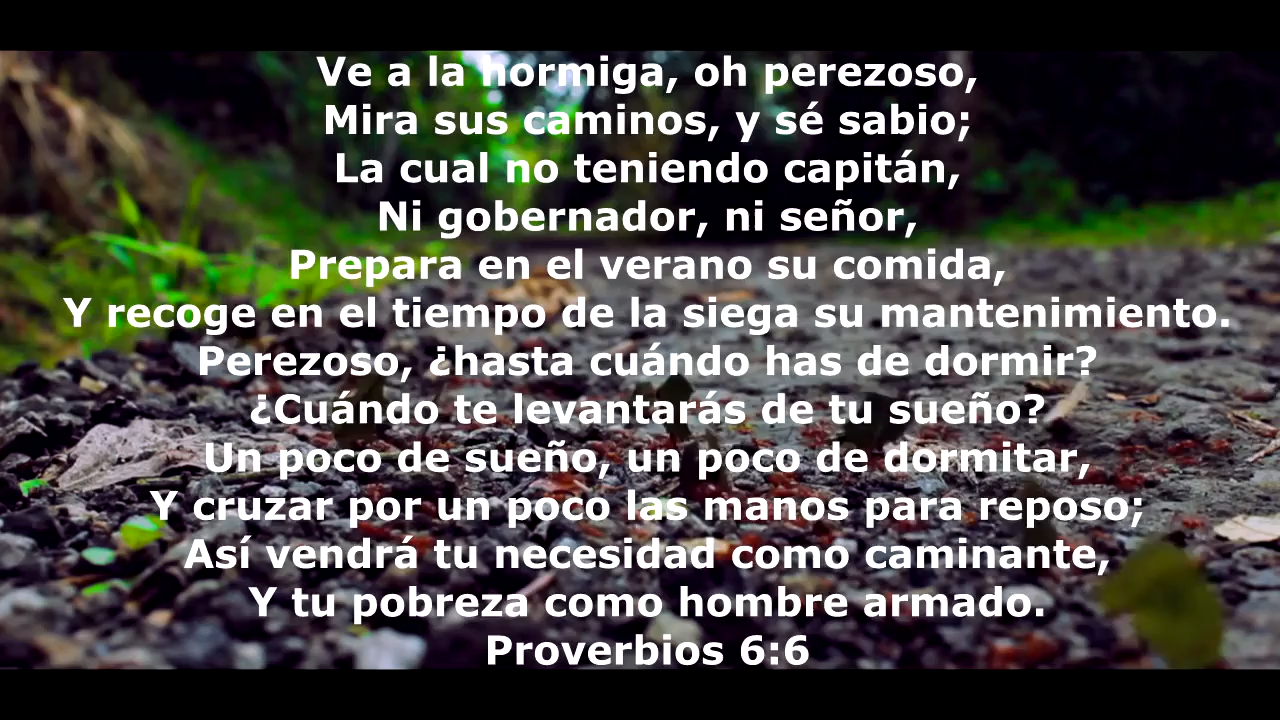 Ve a la hormiga, oh perezoso,
Mira sus caminos, y sé sabio;
La cual no teniendo capitán,
Ni gobernador, ni señor,
Prepara en el verano su comida,
Y recoge en el tiempo de la siega su mantenimiento.
Perezoso, ¿hasta cuándo has de dormir?
¿Cuándo te levantarás de tu sueño?
Un poco de sueño, un poco de dormitar,
Y cruzar por un poco las manos para reposo;
Así vendrá tu necesidad como caminante,
Y tu pobreza como hombre armado.
Proverbios 6:6